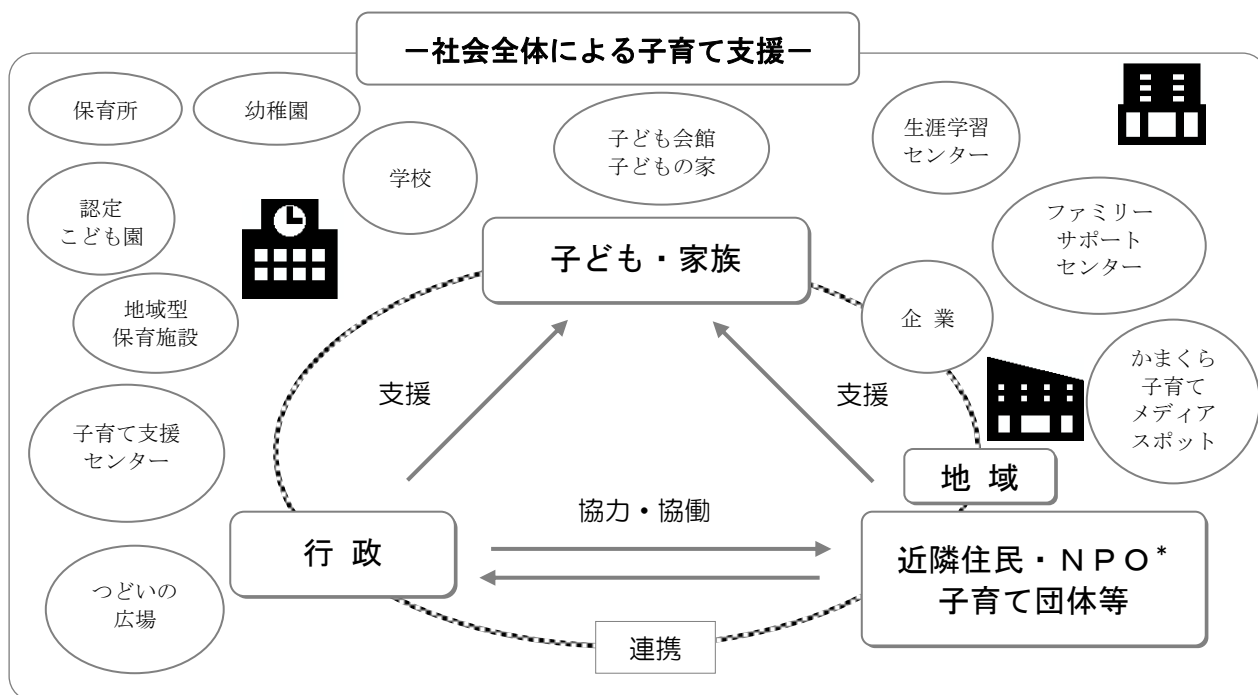 －社会全体による子育て支援－
保育所
幼稚園
学校
子ども会館
子どもの家
生涯学習
センター
認定
こども園
ファミリー
サポート
センター
子ども・家族
地域型
保育施設
企 業
かまくら
子育て
メディア
スポット
支援
支援
子育て支援
センター
地 域
協力・協働
行 政
近隣住民・ＮＰＯ*
子育て団体等
つどいの
広場
連携